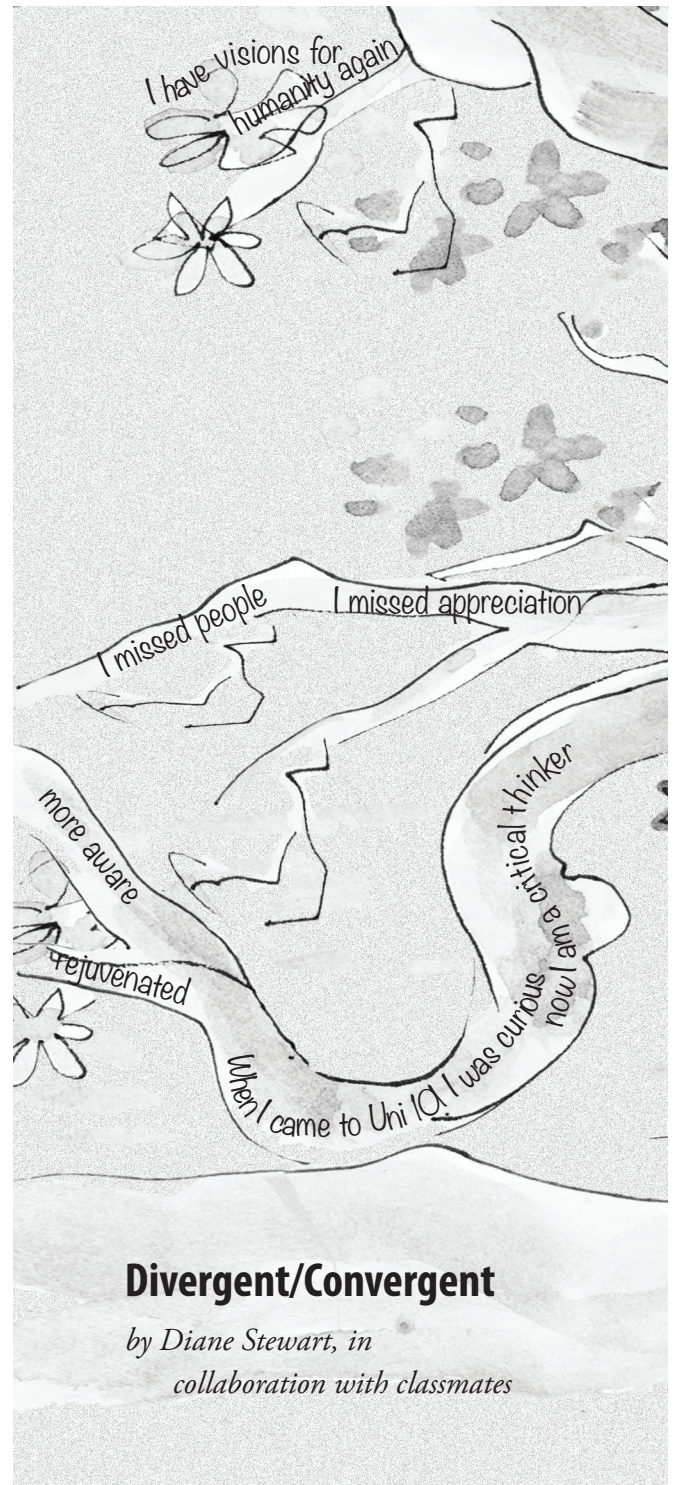 I have visions for
humanity again
I missed people
I missed appreciation
more aware
rejuvenated
When I came to Uni 101 I was curious
now I am a critical thinker
Divergent/Convergent
by Diane Stewart, in
collaboration with classmates